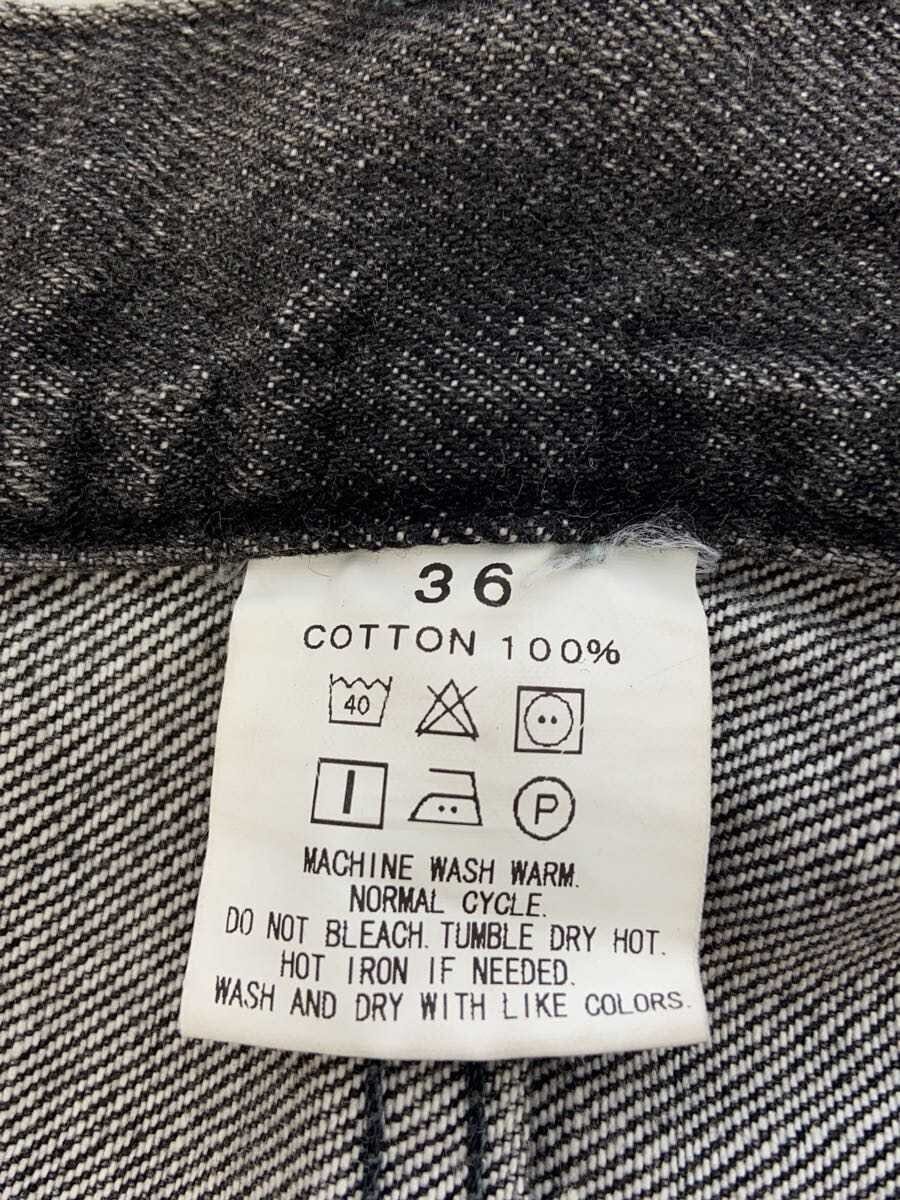 36
COTTON 100%
40
P
MACHINE WASH WARM.
NORMAL CYCLE.
DO NOT BLEACH. TUMBLE DRY HOT.
HOT IRON IF NEEDED.
WASH AND DRY WITH LIKE COLORS.